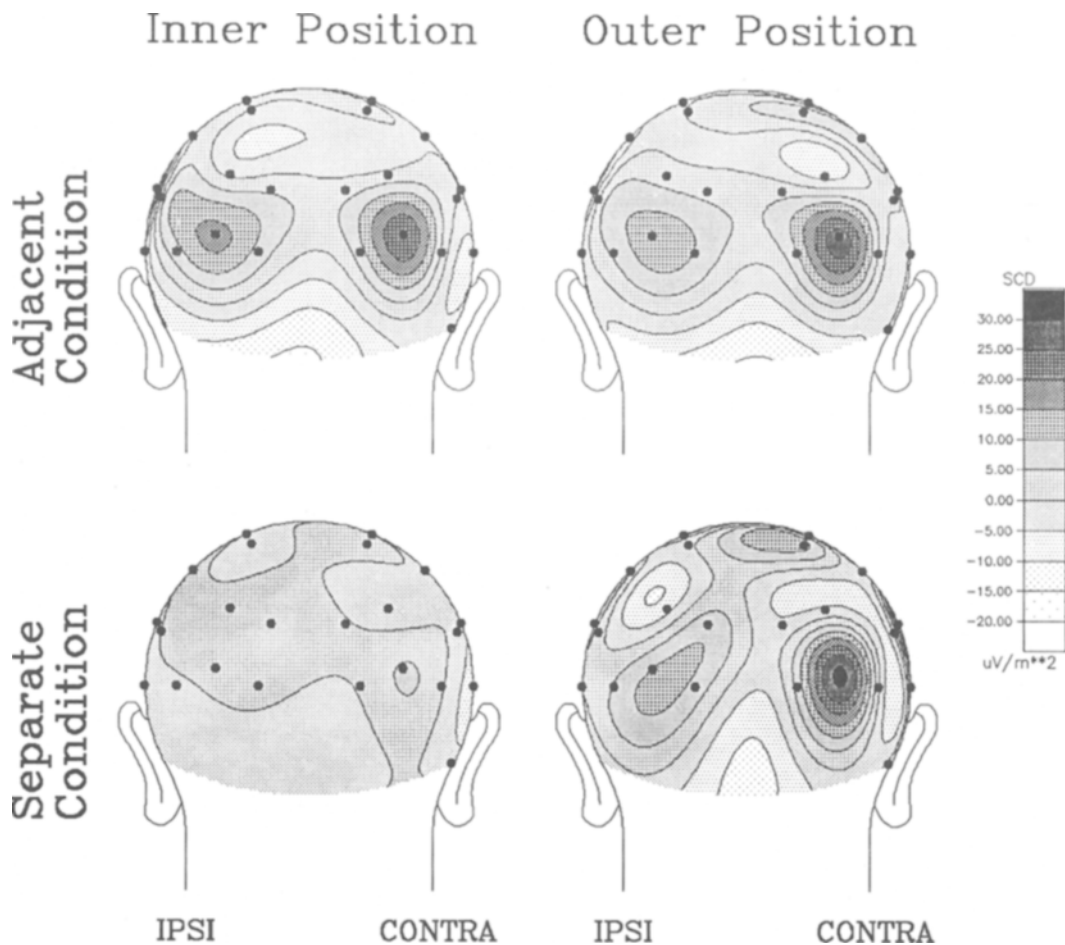 Inner Position
Outer Position
Adjacent
Condition
SCD
30.00
25.00
20.00
15.00
10.00
5.00
0.00
-5.00
-10.00
-15.00
-20.00
uV/m**2
Separate
Condition
IPSI
CONTRA
IPSI
CONTRA